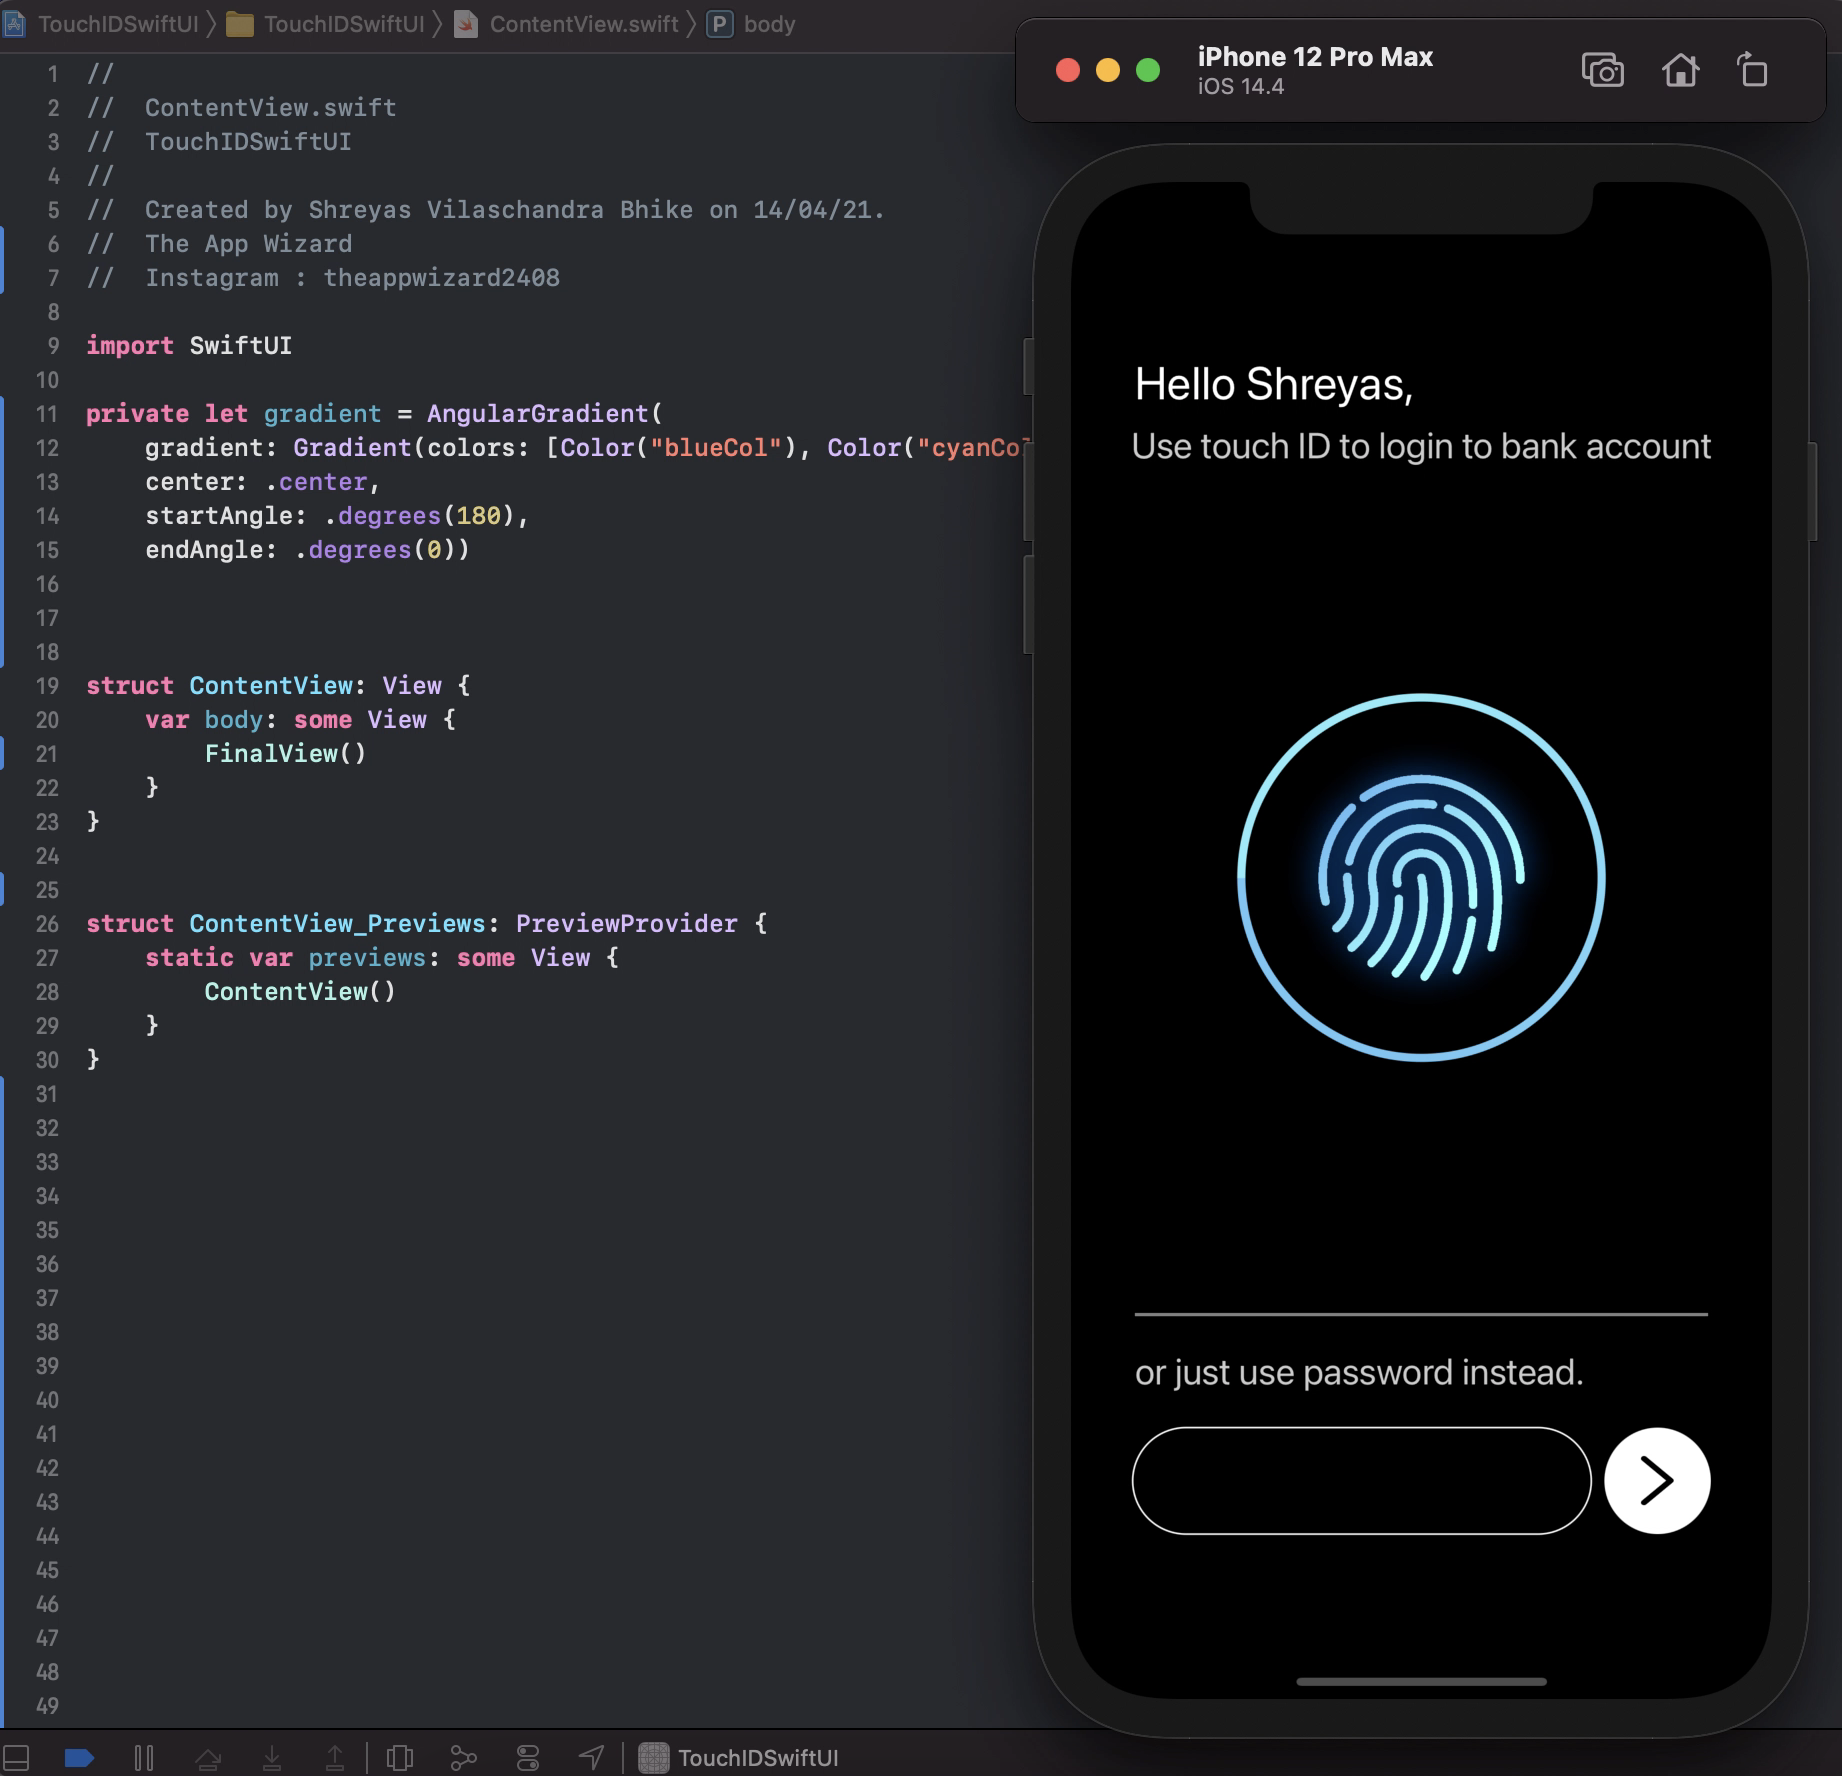 TouchIDSwiftUI 〉 TouchIDSwiftUI 〉 ContentView.swift 〉 P body
1 //
2 //  ContentView.swift
3 //  TouchIDSwiftUI
4 //
5 //  Created by Shreyas Vilaschandra Bhike on 14/04/21.
6 //  The App Wizard
7 //  Instagram : theappwizard2408
8
9 import SwiftUI
10
11 private let gradient = AngularGradient(
12     gradient: Gradient(colors: [Color("blueCol"), Color("cyanCo
13     center: .center,
14     startAngle: .degrees(180),
15     endAngle: .degrees(0))
16
17
18
19 struct ContentView: View {
20     var body: some View {
21         FinalView()
22     }
23 }
24
25
26 struct ContentView_Previews: PreviewProvider {
27     static var previews: some View {
28         ContentView()
29     }
30 }
31
32
33
34
35
36
37
38
39
40
41
42
43
44
45
46
47
48
49
TouchIDSwiftUI
iPhone 12 Pro Max
iOS 14.4
Hello Shreyas,
Use touch ID to login to bank account
or just use password instead.